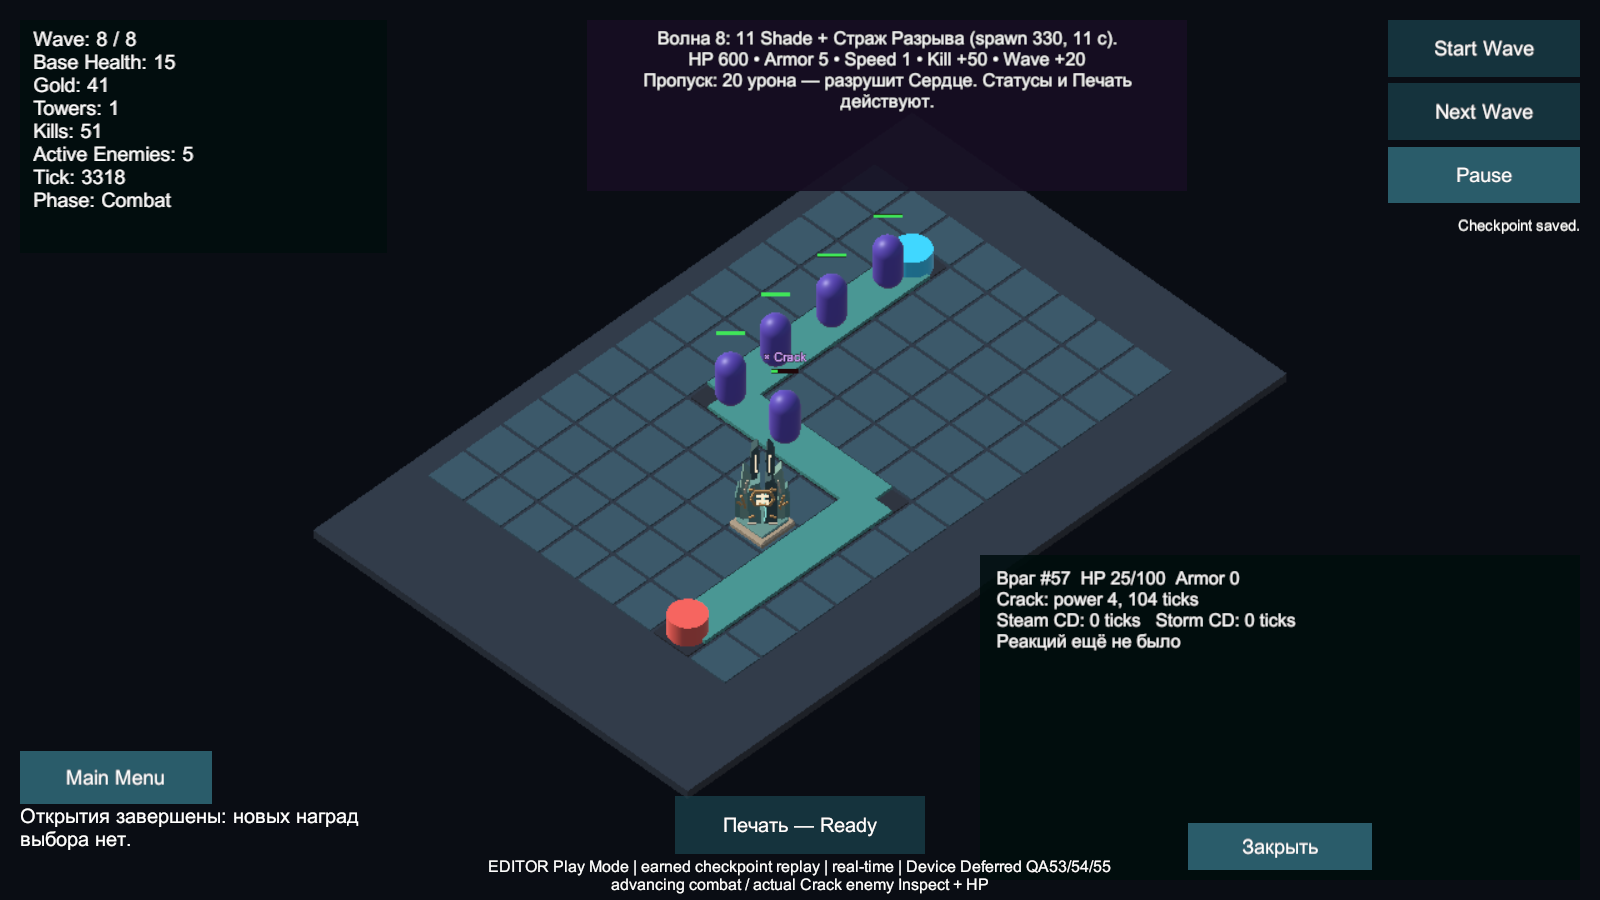 Wave: 8 / 8
Base Health: 15
Gold: 41
Towers: 1
Kills: 51
Active Enemies: 5
Tick: 3318
Phase: Combat
Волна 8: 11 Shade + Страж Разрыва (spawn 330, 11 с).
HP 600 • Armor 5 • Speed 1 • Kill +50 • Wave +20
Пропуск: 20 урона — разрушит Сердце. Статусы и Печать
действуют.
Start Wave
Next Wave
Pause
Checkpoint saved.
× Crack
Враг #57  HP 25/100  Armor 0
Crack: power 4, 104 ticks
Steam CD: 0 ticks   Storm CD: 0 ticks
Реакций ещё не было
Закрыть
Main Menu
Открытия завершены: новых наград
выбора нет.
Печать — Ready
EDITOR Play Mode | earned checkpoint replay | real-time | Device Deferred QA53/54/55
advancing combat / actual Crack enemy Inspect + HP